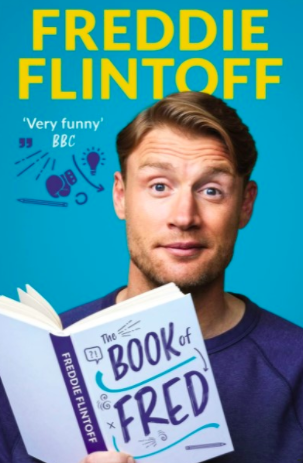 FREDDIE
FLINTOFF
'Very funny'
BBC
?!
The
BOOK of
FRED
FREDDIE FLINTOFF